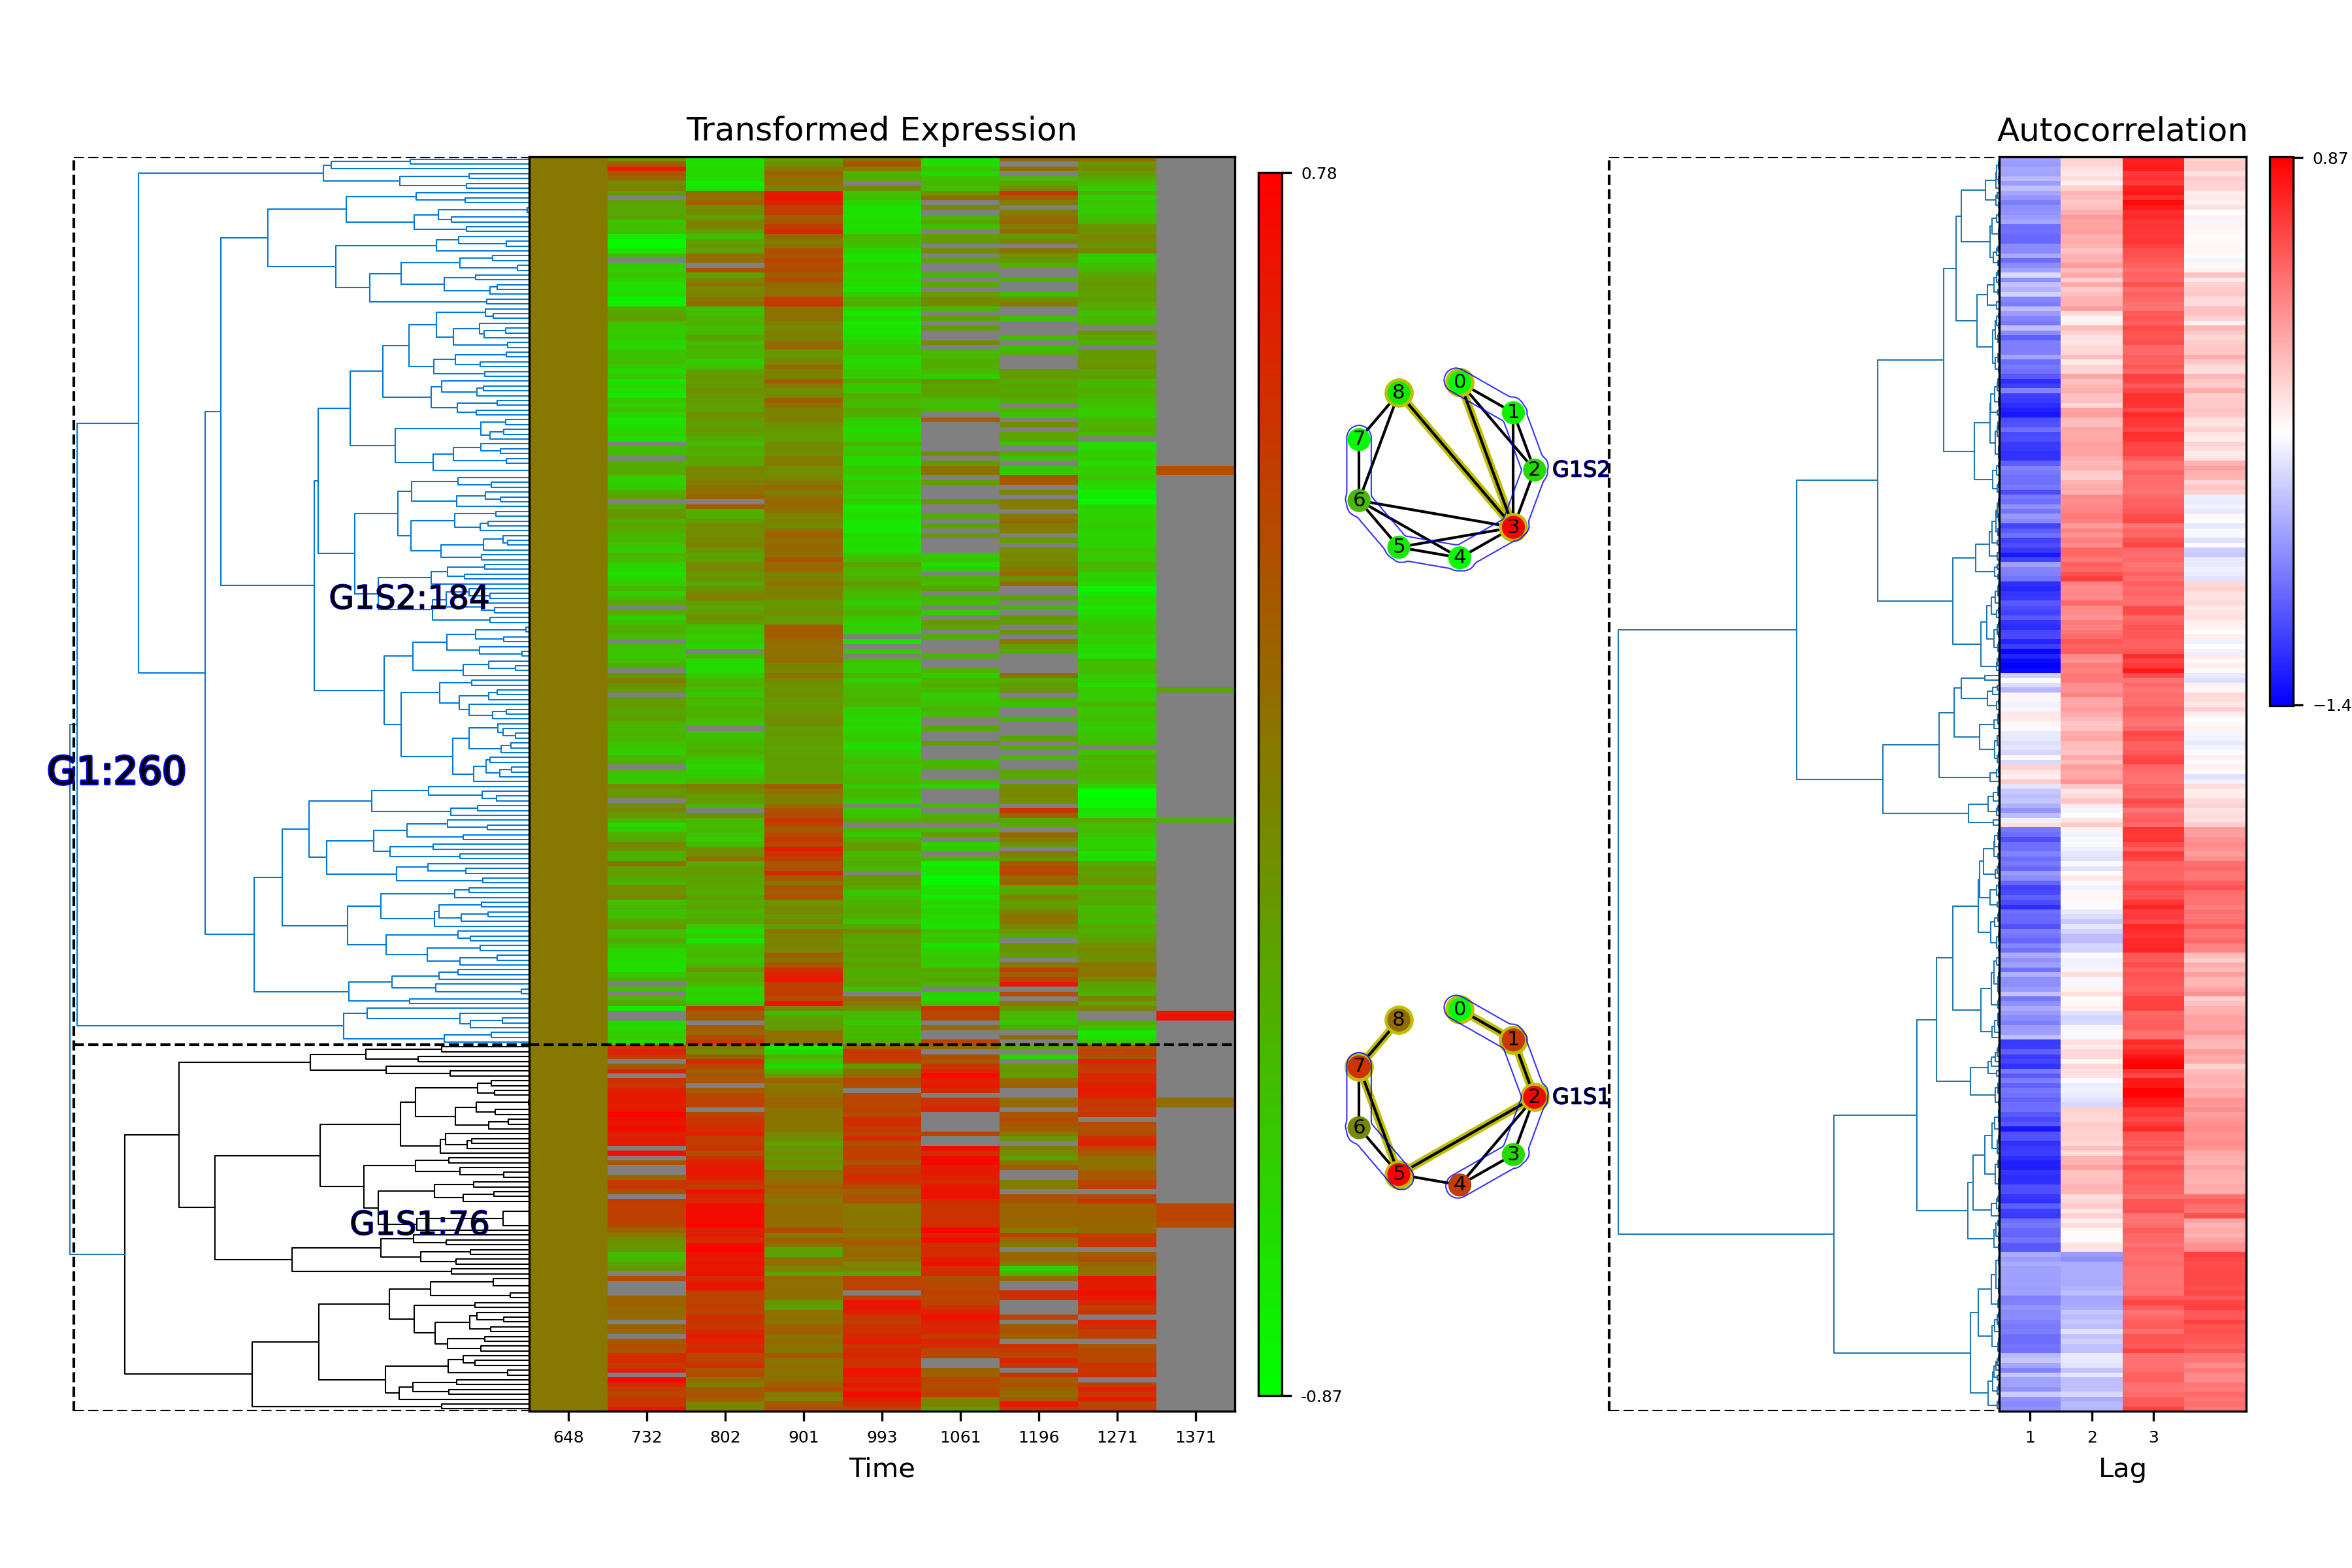 Transformed Expression
Autocorrelation
0.78
0.87
0
8
1
7
2
G1S2
6
3
5
4
G1S2:184
−1.4
G1:260
0
8
1
7
2
G1S1
6
3
5
4
G1S1:76
-0.87
648 732 802 901 993 1061 1196 1271 1371
1 2 3
Time
Lag